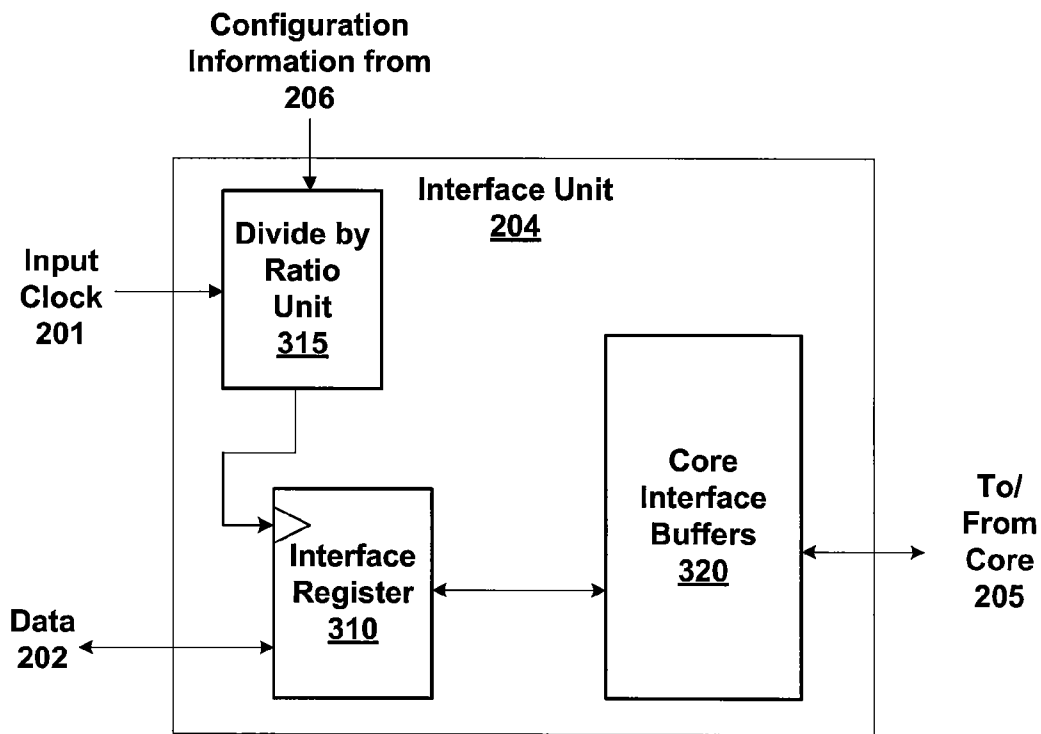 Configuration
Information from
206
Interface Unit
204
Divide by
Ratio
Unit
315
Input
Clock
201
Core
Interface
Buffers
320
To/
From
Core
205
Interface
Register
310
Data
202